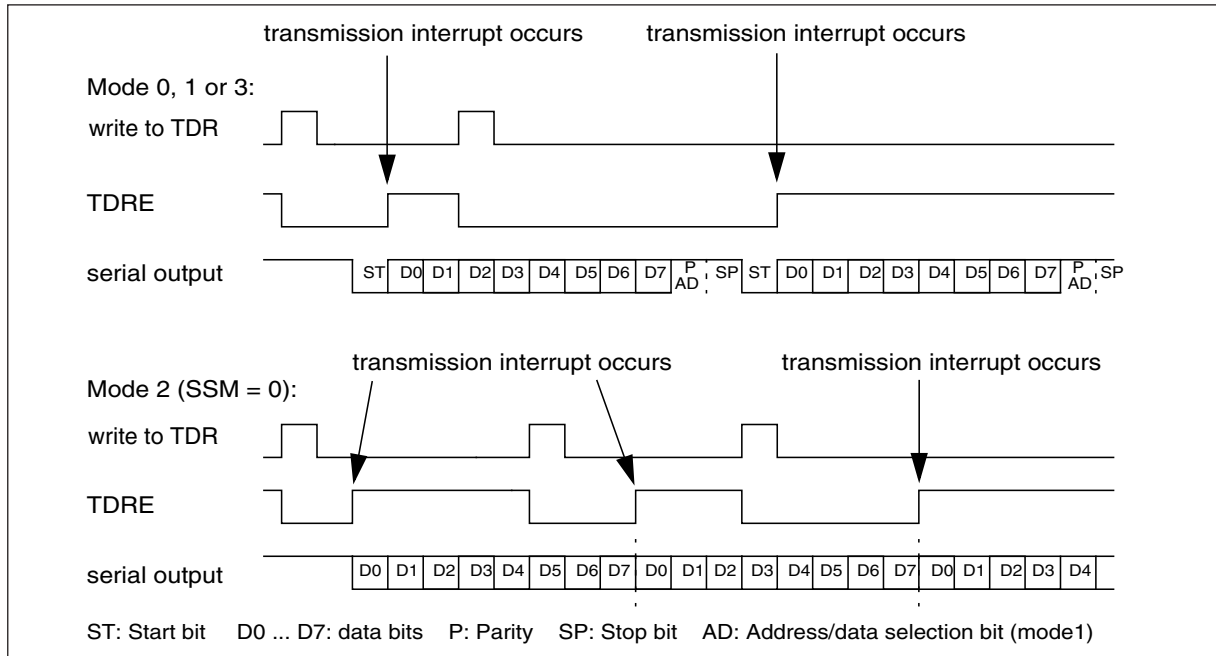 transmission interrupt occurs transmission interrupt occurs
Mode 0, 1 or 3:
write to TDR
TDRE
serial output ST D0 D1 D2 D3 D4 D5 D6 D7 P AD SP ST D0 D1 D2 D3 D4 D5 D6 D7 P AD SP
transmission interrupt occurs transmission interrupt occurs
Mode 2 (SSM = 0):
write to TDR
TDRE
serial output D0 D1 D2 D3 D4 D5 D6 D7 D0 D1 D2 D3 D4 D5 D6 D7 D0 D1 D2 D3 D4
ST: Start bit D0 ... D7: data bits P: Parity SP: Stop bit AD: Address/data selection bit (mode1)